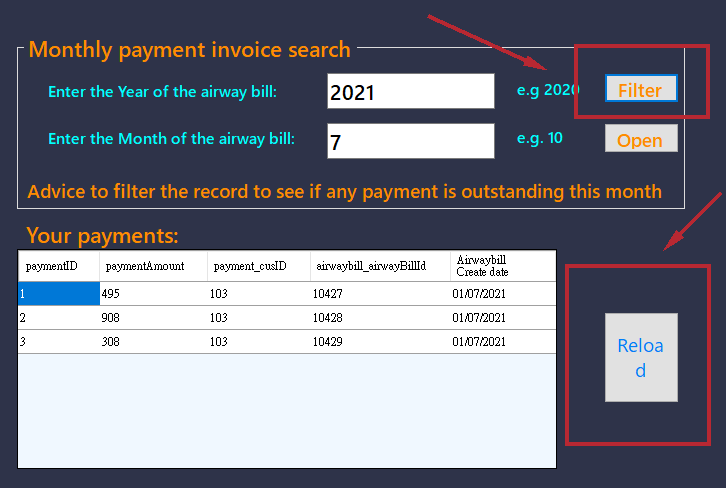 Monthly payment invoice search
Enter the Year of the airway bill: 2021 e.g 2020 Filter
Enter the Month of the airway bill: 7 e.g. 10 Open
Advice to filter the record to see if any payment is outstanding this month
Your payments:
paymentID paymentAmount payment_cusID airwaybill_airwayBillId Airwaybill
Create date
1 495 103 10427 01/07/2021
2 908 103 10428 01/07/2021
3 308 103 10429 01/07/2021
Reloa
d